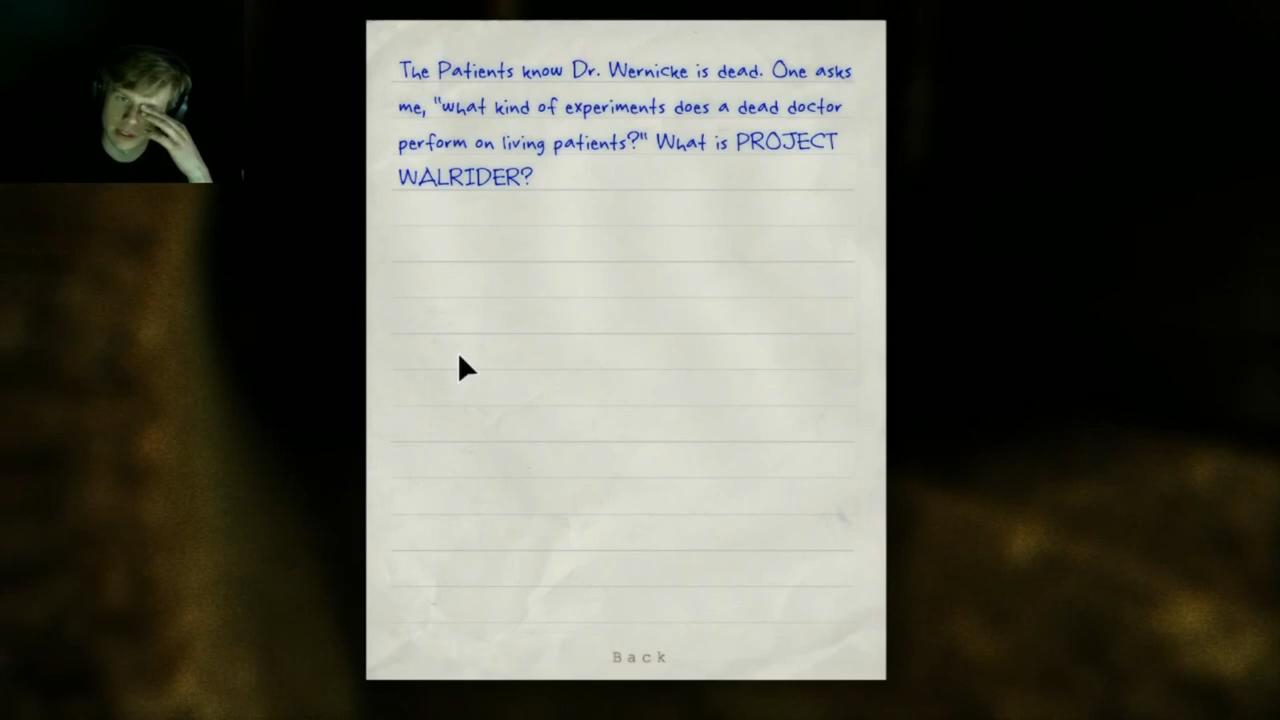 The Patients know Dr. Wernicke is dead. One asks
me, "what kind of experiments does a dead doctor
perform on living patients?" What is PROJECT
WALRIDER?
Back